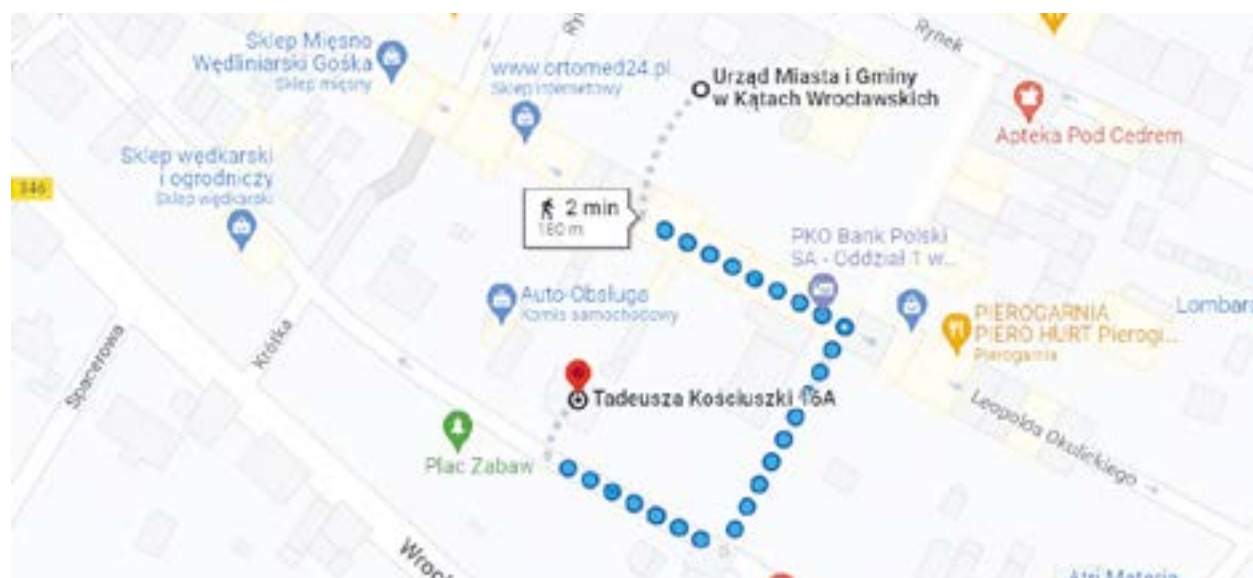 Sklep Mięsno
Wędliniarski Gośka
Sklep mięsny
www.ortomed24.pl
Sklep internetowy
Urząd Miasta i Gminy
w Kątach Wrocławskich
Rynek
Apteka Pod Cedrem
Sklep wędkarski
i ogrodniczy
Sklep wędkarski
346
2 min
180 m
PKO Bank Polski
SA - Oddział 1 w...
Auto-Obsługa
Komis samochodowy
Lombard
PIEROGARNIA
PIERO HURT Pierogi...
Pierogarnia
Krótka
Spacerowa
Tadeusza Kościuszki 16A
Leopolda Okulickiego
Plac Zabaw